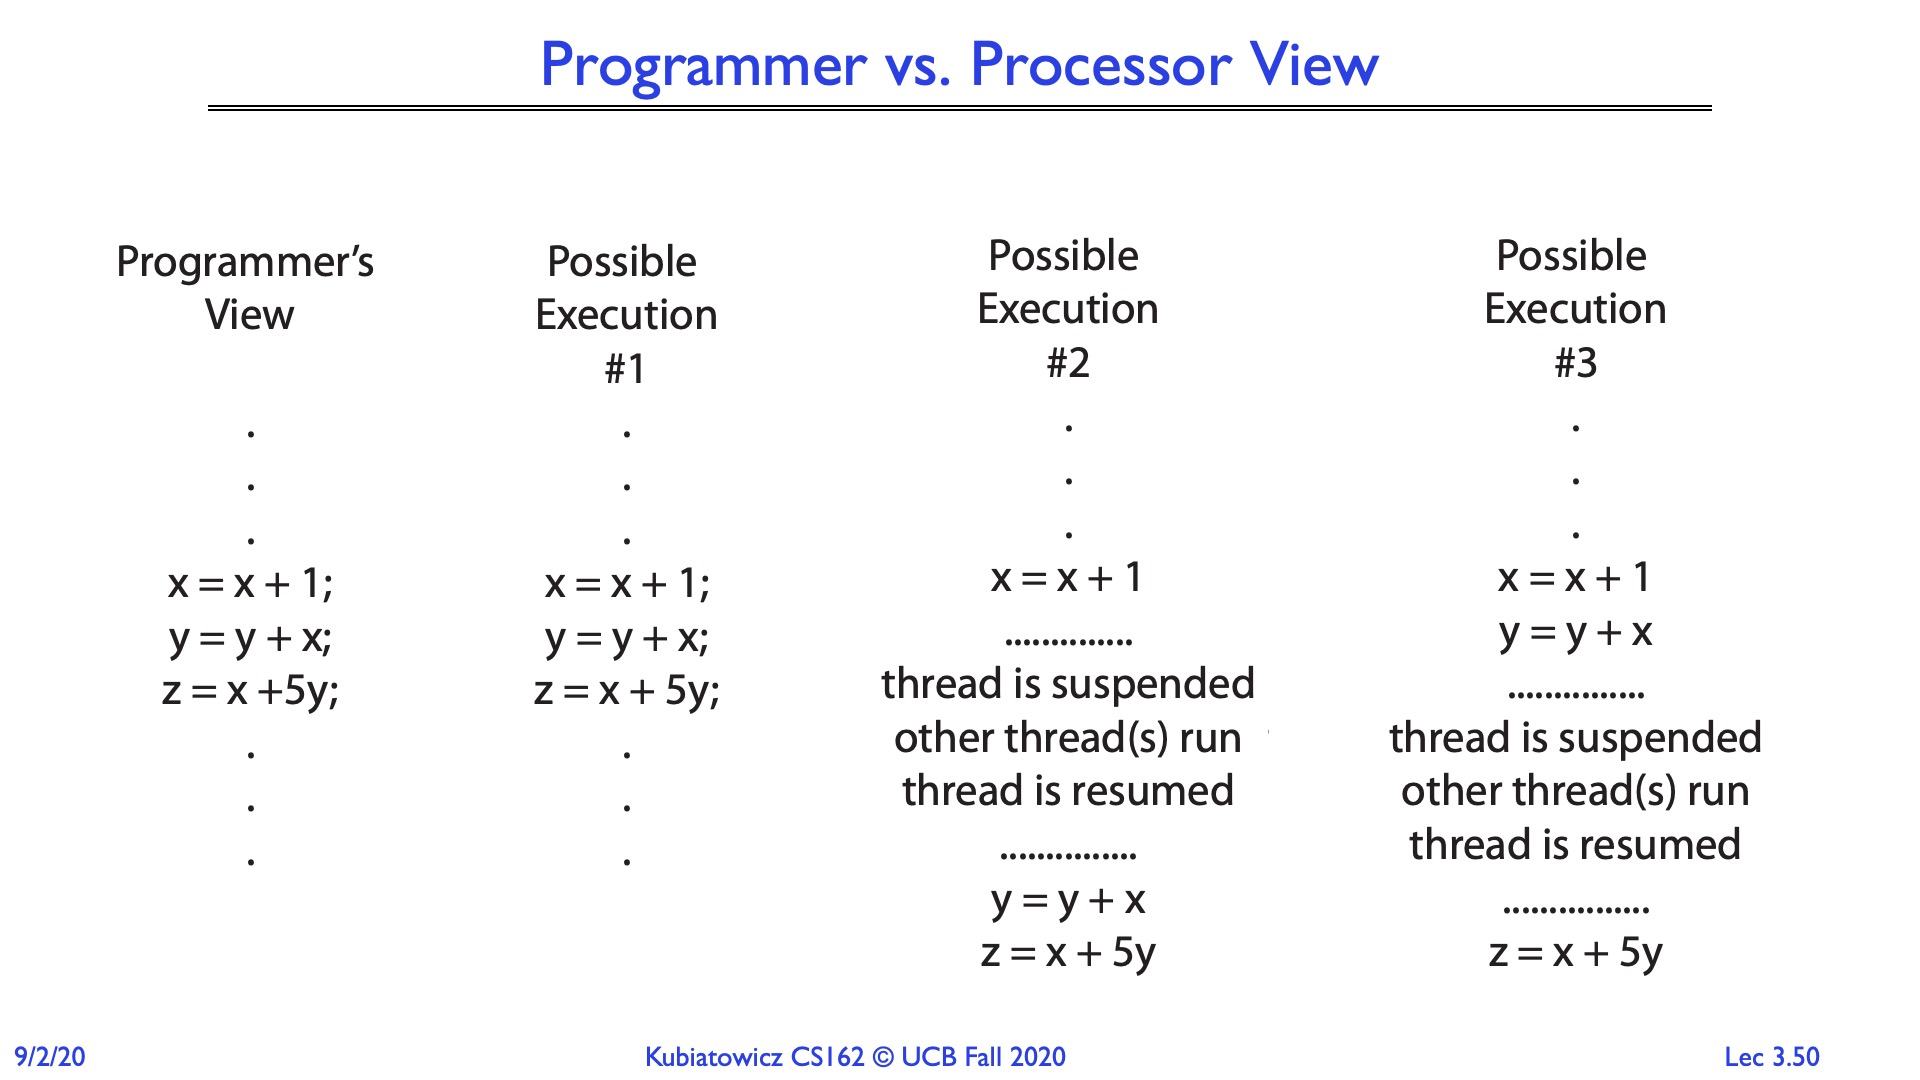 Programmer vs. Processor View
Programmer’s
View
.
.
.
x = x + 1;
y = y + x;
z = x +5y;
.
.
.
Possible
Execution
#1
.
.
.
x = x + 1;
y = y + x;
z = x + 5y;
.
.
.
Possible
Execution
#2
.
.
.
x = x + 1
..............
thread is suspended
other thread(s) run
thread is resumed
...............
y = y + x
z = x + 5y
Possible
Execution
#3
.
.
.
x = x + 1
y = y + x
...............
thread is suspended
other thread(s) run
thread is resumed
................
z = x + 5y
9/2/20
Kubiatowicz CS162 © UCB Fall 2020
Lec 3.50